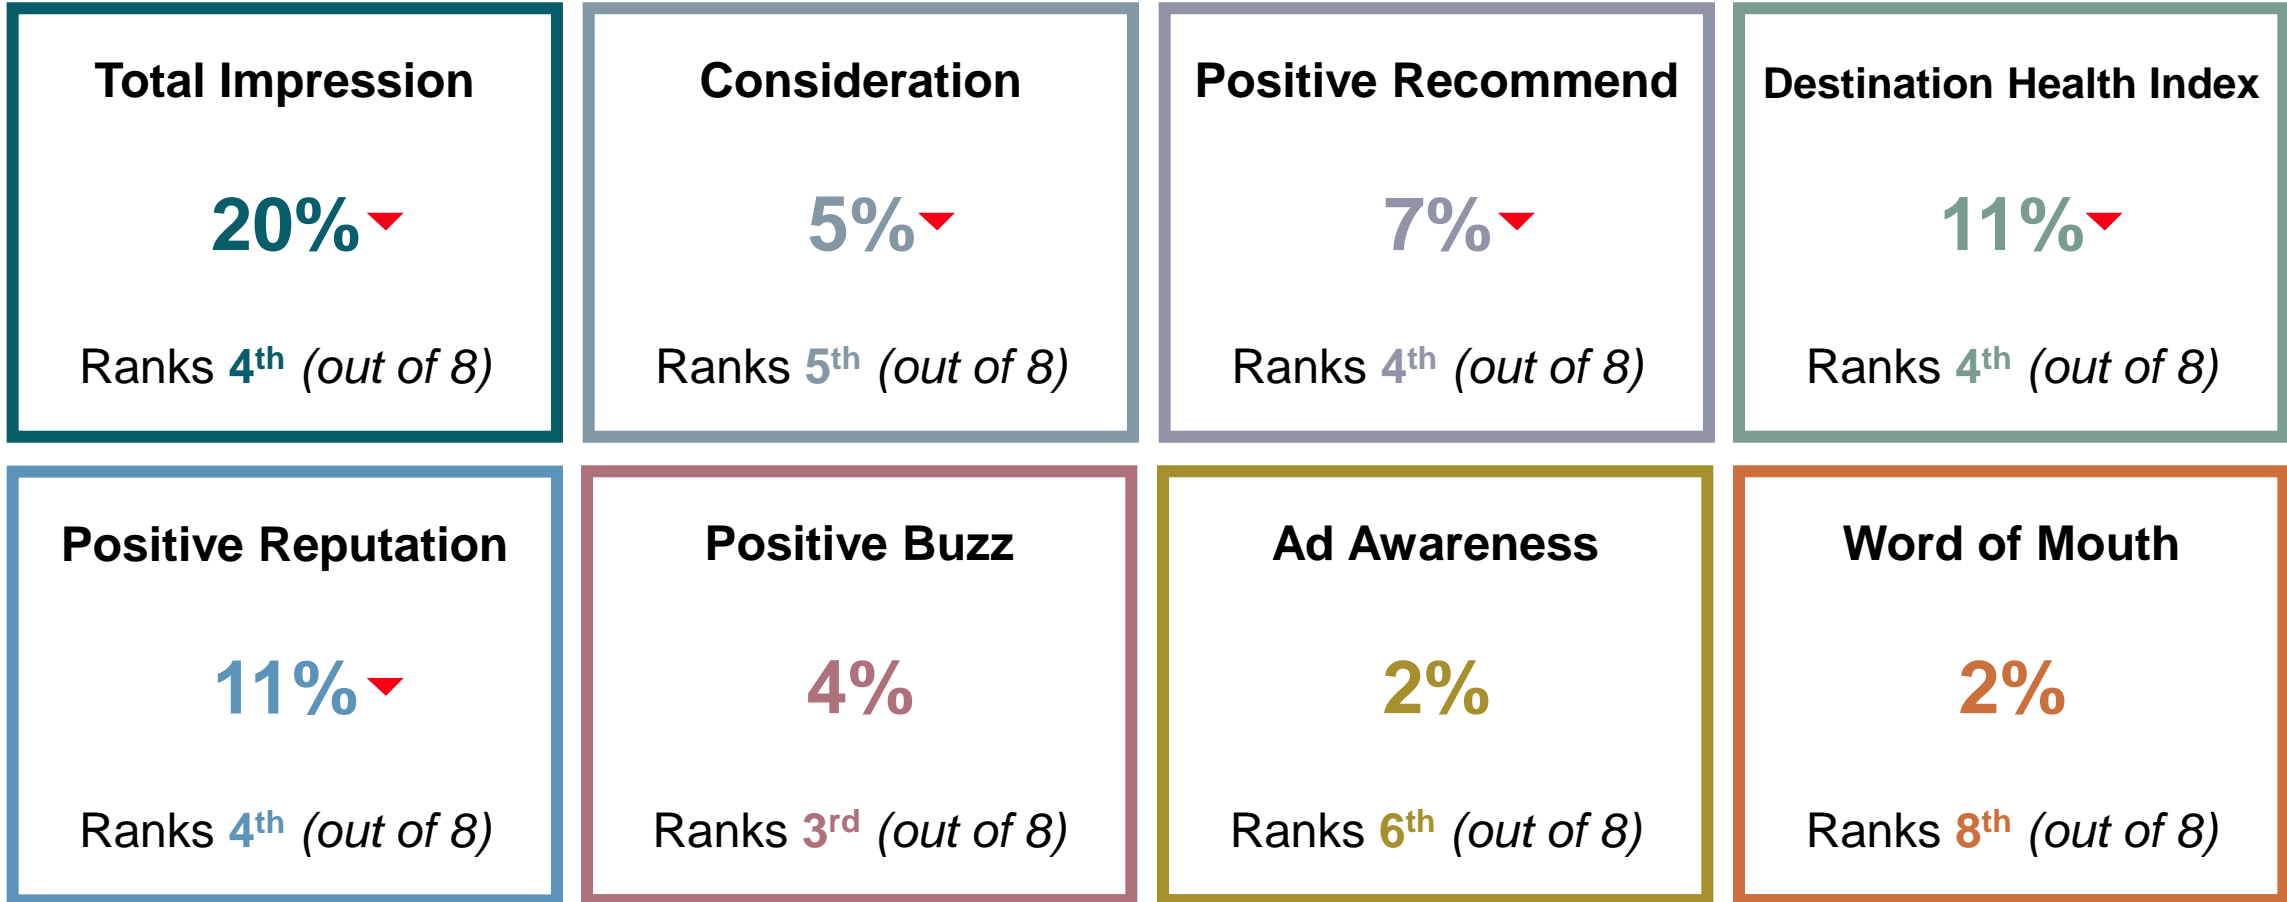 Total Impression
20%
Ranks 4th (out of 8)
Consideration
5%
Ranks 5th (out of 8)
Positive Recommend
7%
Ranks 4th (out of 8)
Destination Health Index
11%
Ranks 4th (out of 8)
Positive Reputation
11%
Ranks 4th (out of 8)
Positive Buzz
4%
Ranks 3rd (out of 8)
Ad Awareness
2%
Ranks 6th (out of 8)
Word of Mouth
2%
Ranks 8th (out of 8)